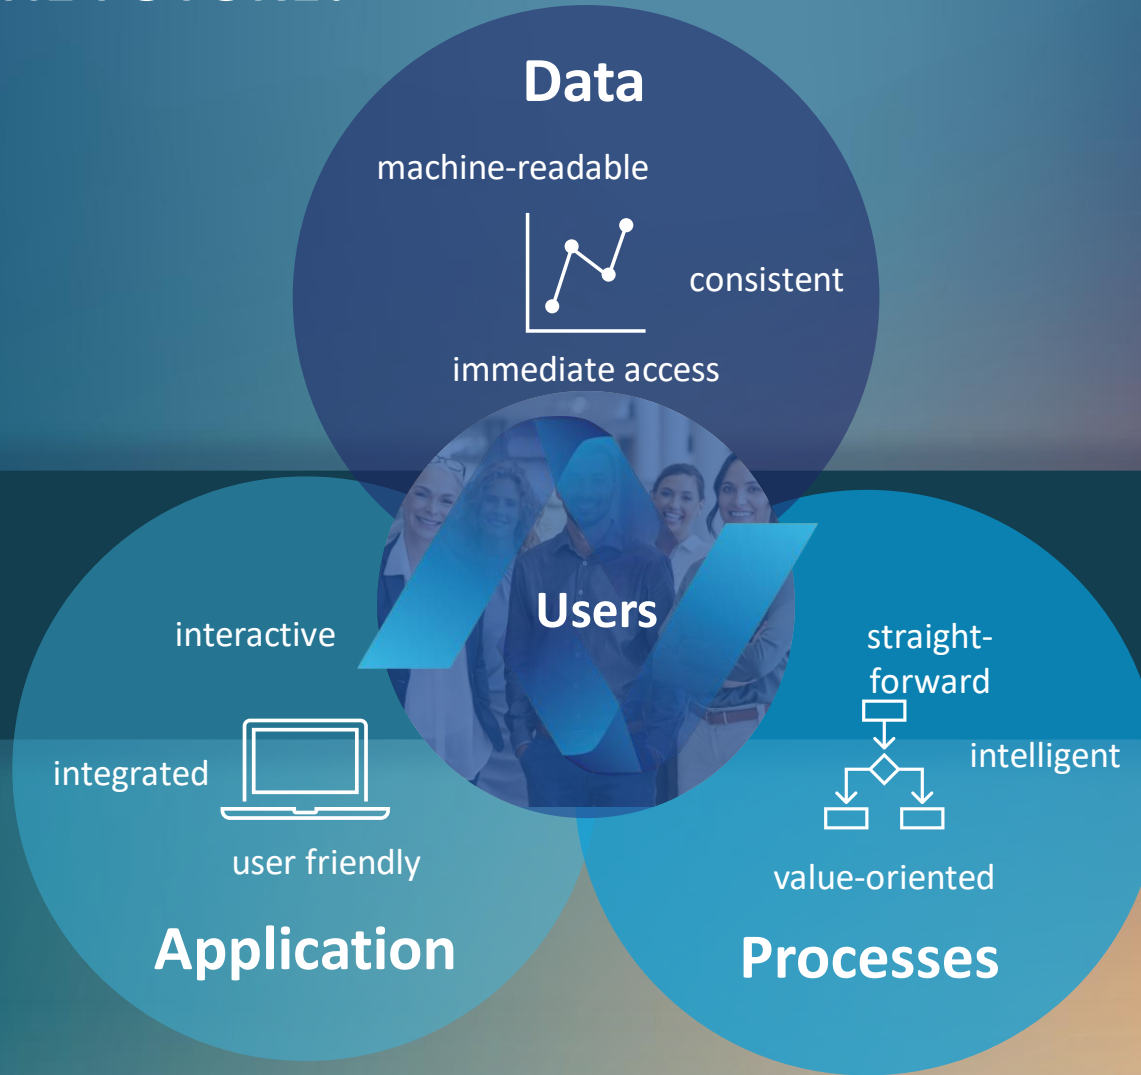 Data
machine-readable
consistent
immediate access
Users
interactive
integrated
user friendly
Application
straight-
forward
intelligent
value-oriented
Processes